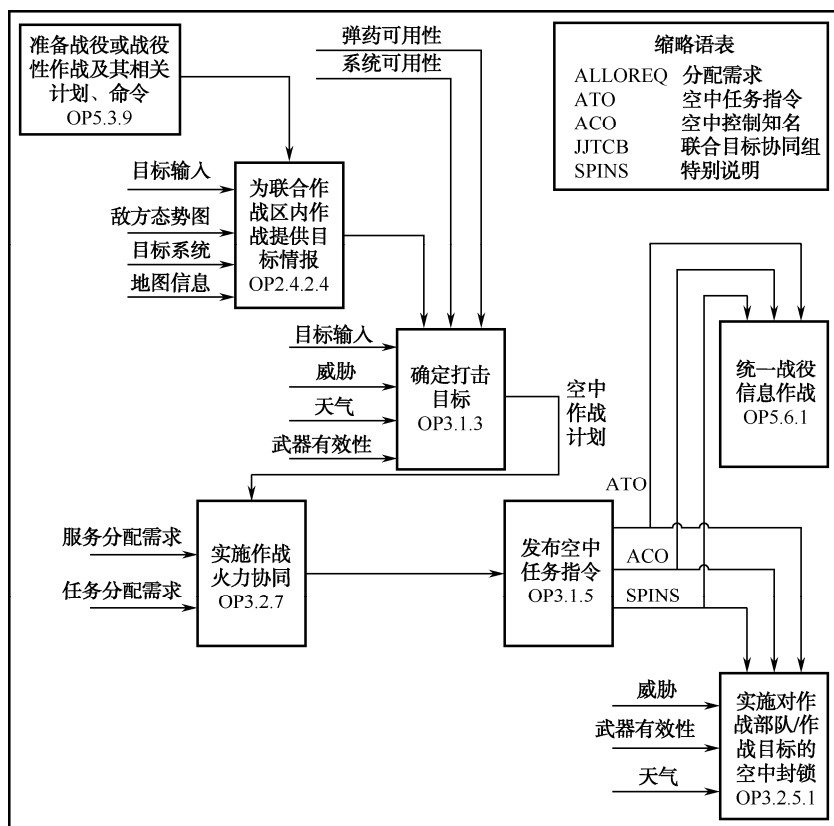 准备战役或战役
性作战及其相关
计划、命令
OP5.3.9
弹药可用性
系统可用性
缩略语表
ALLOREQ 分配需求
ATO 空中任务指令
ACO 空中控制知名
JJTCB 联合目标协同组
SPINS 特别说明
目标输入
敌方态势图
目标系统
地图信息
为联合作
战区内作
战提供目
标情报
OP2.4.2.4
目标输入
威胁
天气
武器有效性
确定打击
目标
OP3.1.3
空中
作战
计划
统一战役
信息作战
OP5.6.1
服务分配需求
任务分配需求
实施作战
火力协同
OP3.2.7
发布空中
任务指令
OP3.1.5
ATO
ACO
SPINS
威胁
武器有效性
天气
实施对作
战部队/作
战目标的
空中封锁
OP3.2.5.1